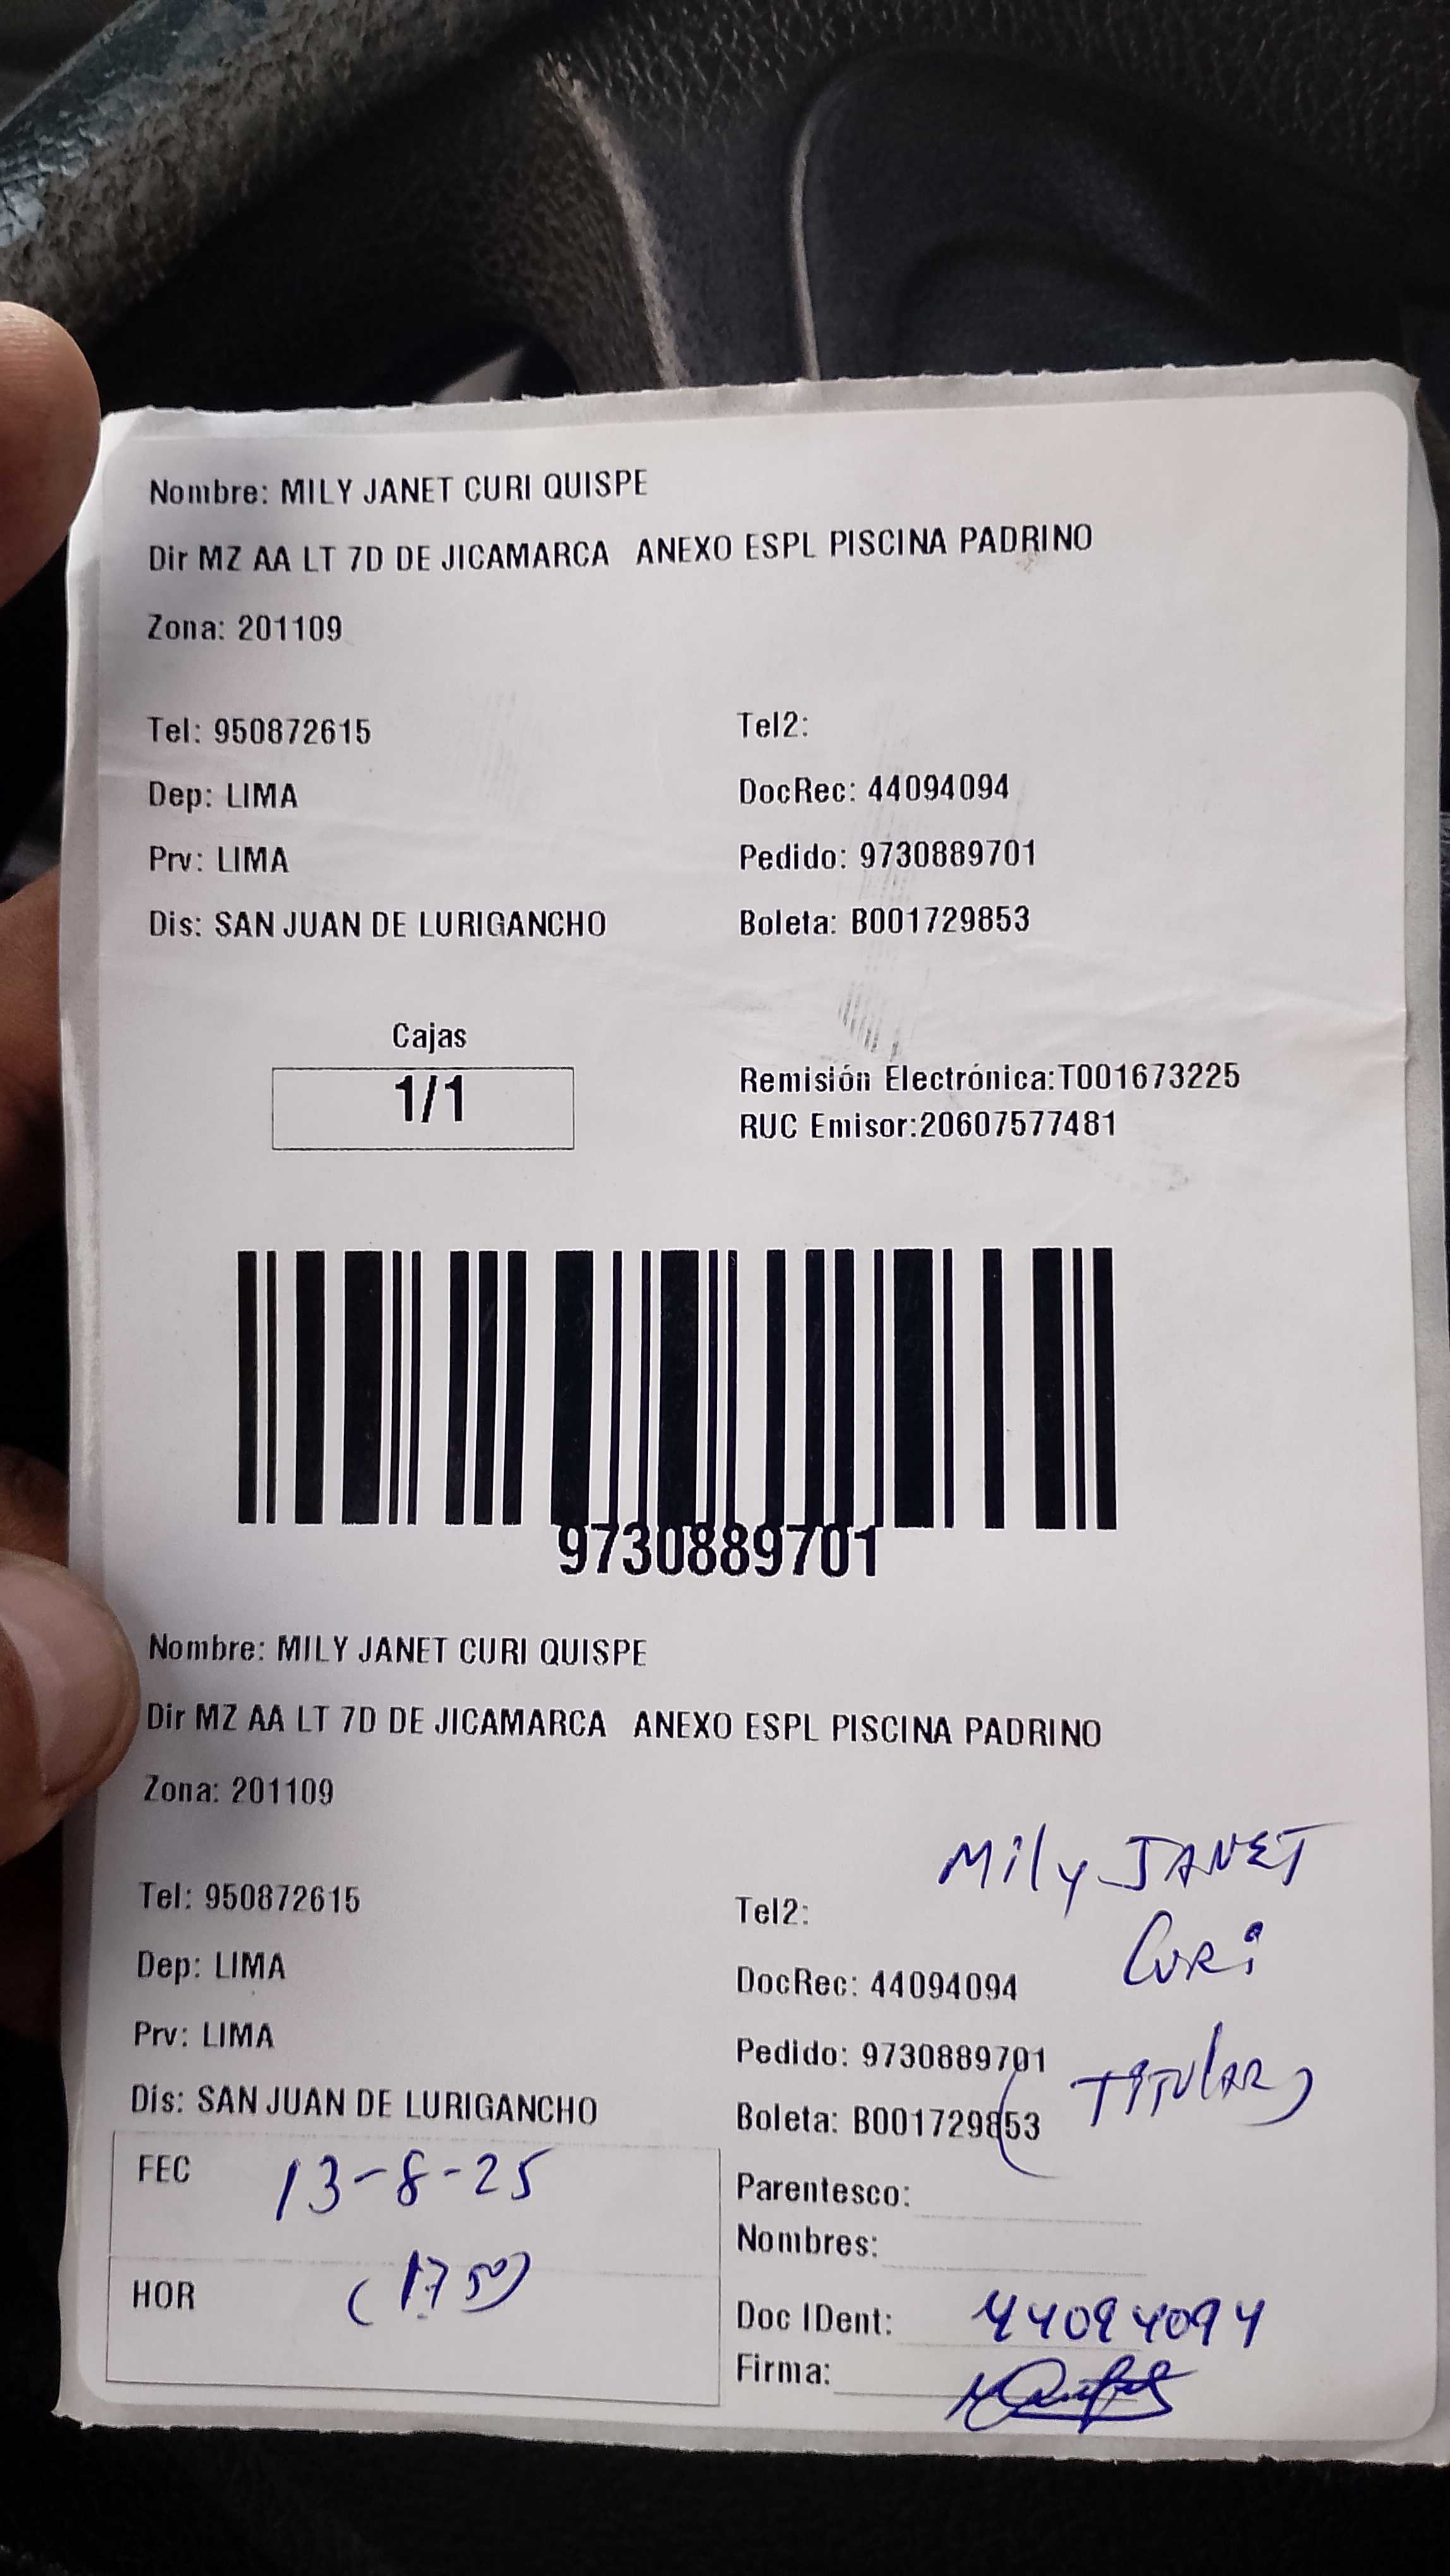 Nombre: MILY JANET CURI QUISPE
Dir MZ AA LT 7D DE JICAMARCA ANEXO ESPL PISCINA PADRINO
Zona: 201109
Tel: 950872615
Tel2:
Dep: LIMA
DocRec: 44094094
Prv: LIMA
Pedido: 9730889701
Dis: SAN JUAN DE LURIGANCHO
Boleta: B001729853
Cajas
1/1
Remisión Electrónica:T001673225
RUC Emisor:20607577481
9730889701
Nombre: MILY JANET CURI QUISPE
Dir MZ AA LT 7D DE JICAMARCA ANEXO ESPL PISCINA PADRINO
Zona: 201109
Mily JANET
Curi
(TITULAR)
Tel: 950872615
Tel2:
Dep: LIMA
DocRec: 44094094
Prv: LIMA
Pedido: 9730889701
Dis: SAN JUAN DE LURIGANCHO
Boleta: B001729853
FEC 13-8-25
Parentesco:
Nombres:
HOR (17 50)
Doc IDent: 44094094
Firma: